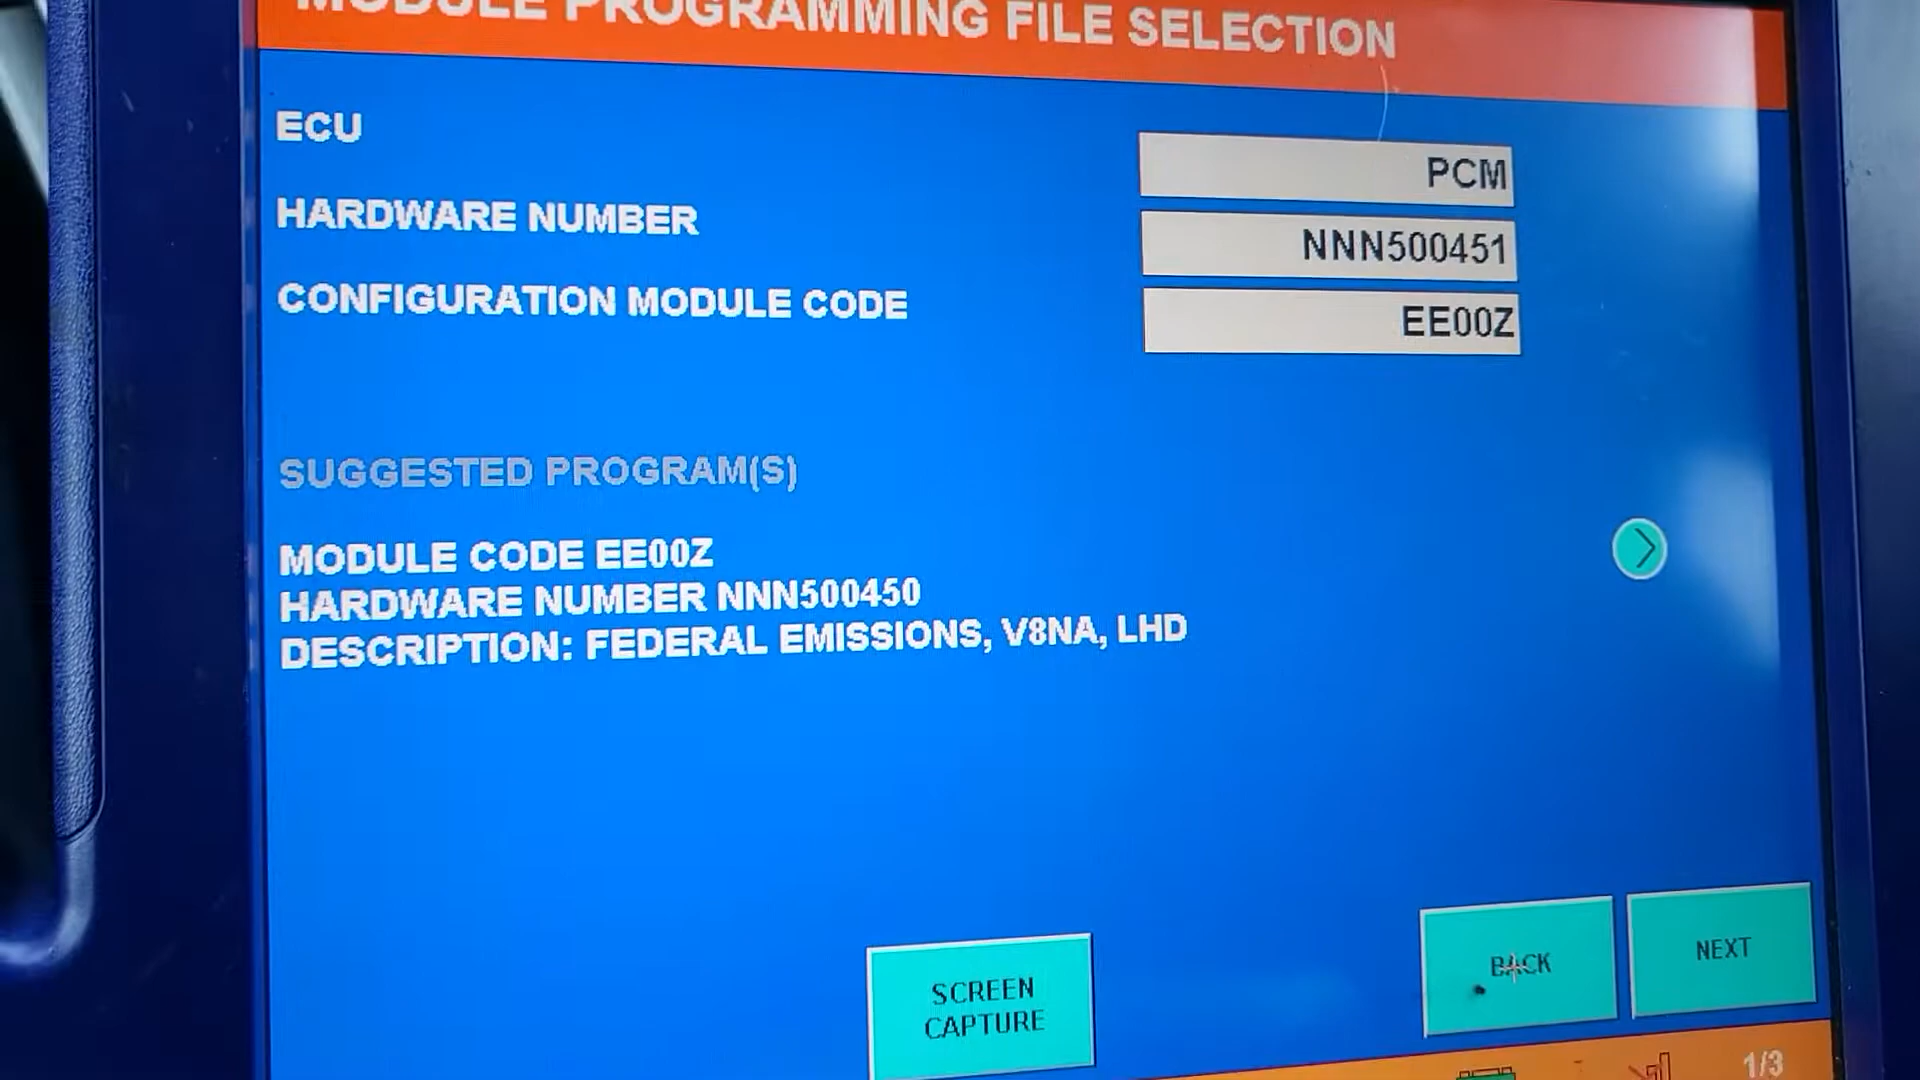 MODULE PROGRAMMING FILE SELECTION
ECU
PCM
HARDWARE NUMBER
NNN500451
CONFIGURATION MODULE CODE
EE00Z
SUGGESTED PROGRAM(S)
MODULE CODE EE00Z
HARDWARE NUMBER NNN500450
DESCRIPTION: FEDERAL EMISSIONS, V8NA, LHD
SCREEN
CAPTURE
BACK
NEXT
1/3